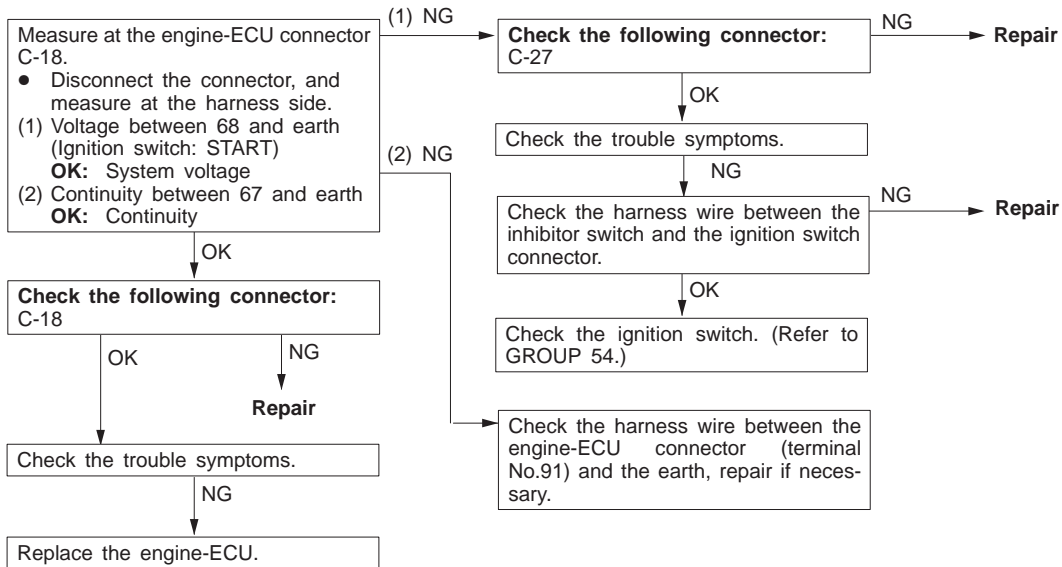 Measure at the engine-ECU connector
C-18.
● Disconnect the connector, and
measure at the harness side.
(1) Voltage between 68 and earth
(Ignition switch: START)
OK: System voltage
(2) Continuity between 67 and earth
OK: Continuity
OK
Check the following connector:
C-18
OK
NG
Repair
Check the trouble symptoms.
NG
Replace the engine-ECU.
(1) NG
Check the following connector:
C-27
NG
Repair
OK
Check the trouble symptoms.
NG
Check the harness wire between the
inhibitor switch and the ignition switch
connector.
NG
Repair
OK
Check the ignition switch. (Refer to
GROUP 54.)
(2) NG
Check the harness wire between the
engine-ECU connector (terminal
No.91) and the earth, repair if neces-
sary.